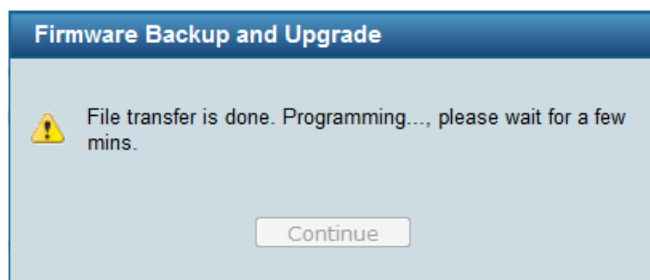 Firmware Backup and Upgrade
File transfer is done. Programming..., please wait for a few
mins.
Continue